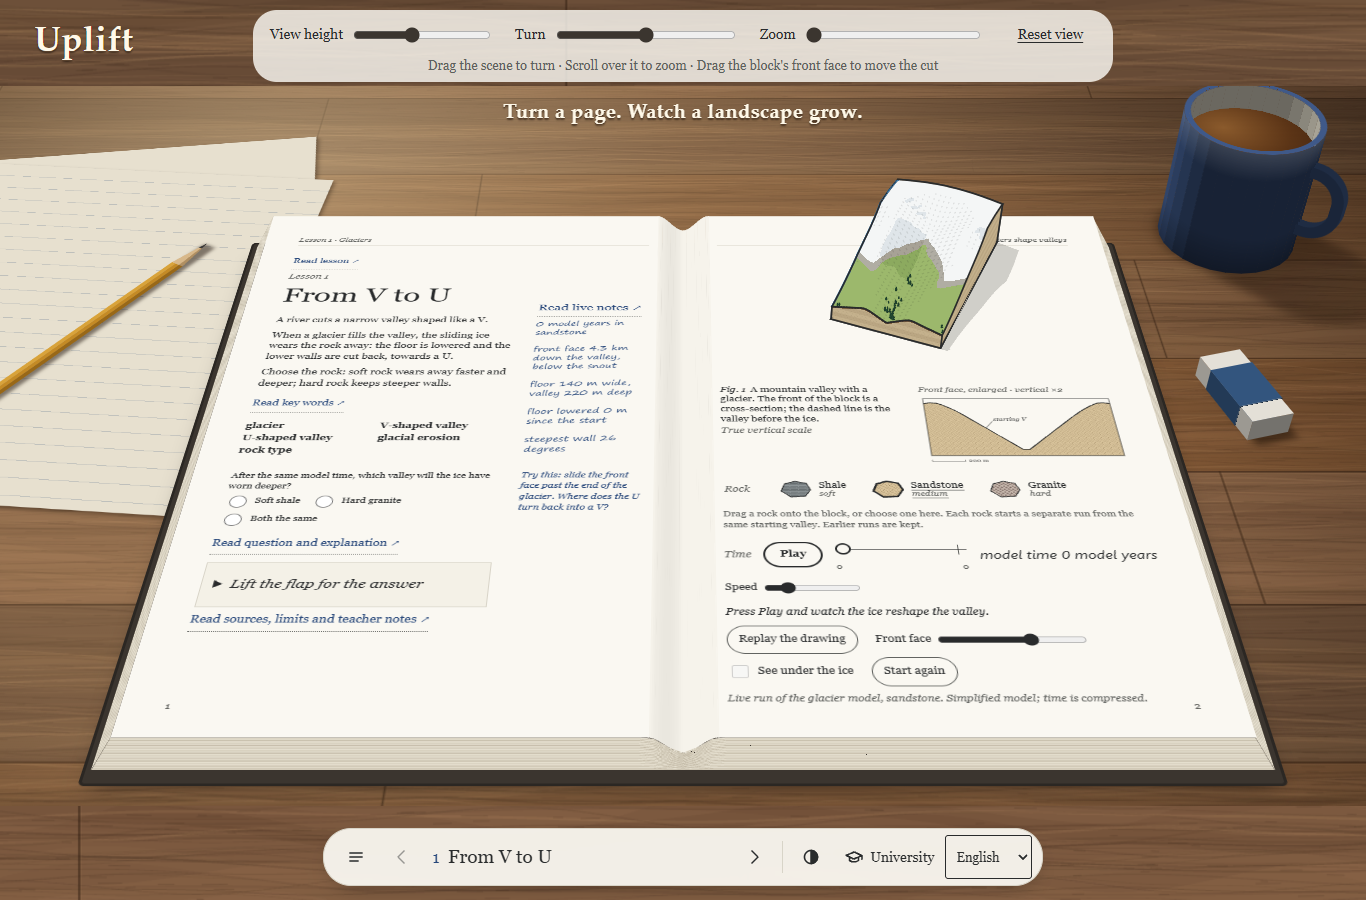 Uplift
View height
Turn
Zoom
Reset view
Drag the scene to turn · Scroll over it to zoom · Drag the block's front face to move the cut
Turn a page. Watch a landscape grow.
Lesson 1 · Glaciers
Read lesson ↗
Lesson 1
From V to U
A river cuts a narrow valley shaped like a V.
When a glacier fills the valley, the sliding ice
wears the rock away: the floor is lowered and the
lower walls are cut back, towards a U.
Choose the rock: soft rock wears away faster and
deeper; hard rock keeps steeper walls.
Read key words ↗
glacier
V-shaped valley
U-shaped valley
glacial erosion
rock type
After the same model time, which valley will the ice have
worn deeper?
Soft shale
Hard granite
Both the same
Read question and explanation ↗
▶ Lift the flap for the answer
Read sources, limits and teacher notes ↗
1
Read live notes ↗
0 model years in
sandstone
front face 4.3 km
down the valley,
below the snout
floor 140 m wide,
valley 220 m deep
floor lowered 0 m
since the start
steepest wall 26
degrees
Try this: slide the front
face past the end of the
glacier. Where does the U
turn back into a V?
shape valleys
Fig. 1 A mountain valley with a
glacier. The front of the block is a
cross-section; the dashed line is the
valley before the ice.
True vertical scale
Front face, enlarged · vertical ×2
starting V
Rock
Shale
soft
Sandstone
medium
Granite
hard
Drag a rock onto the block, or choose one here. Each rock starts a separate run from the
same starting valley. Earlier runs are kept.
Time
Play
0
0
model time 0 model years
Speed
Press Play and watch the ice reshape the valley.
Replay the drawing
Front face
See under the ice
Start again
Live run of the glacier model, sandstone. Simplified model; time is compressed.
2
1 From V to U
University
English